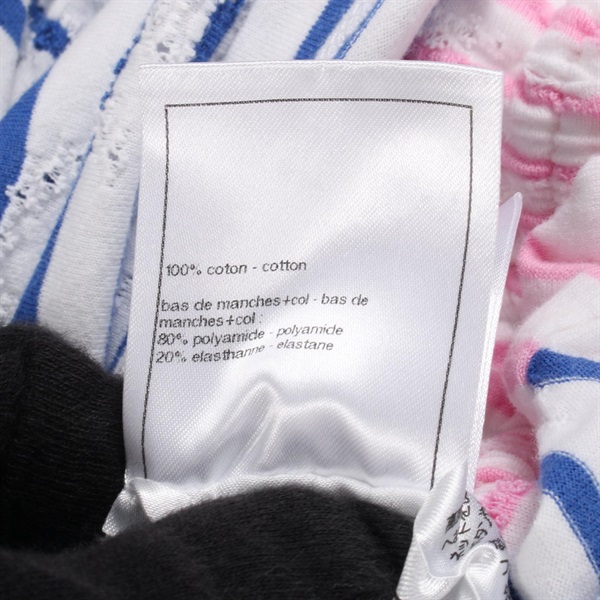 100% coton - cotton
bas de manches+col - bas de
manches+col :
80% polyamide - polyamide
20% elasthanne - elastane